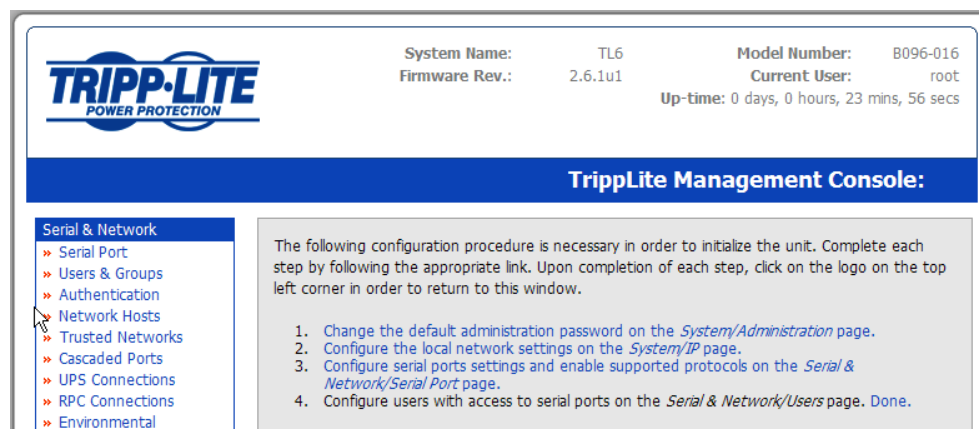 TRIPP·LITE
POWER PROTECTION
System Name: TL6
Firmware Rev.: 2.6.1u1
Model Number: B096-016
Current User: root
Up-time: 0 days, 0 hours, 23 mins, 56 secs
TrippLite Management Console:
Serial & Network
» Serial Port
» Users & Groups
» Authentication
» Network Hosts
» Trusted Networks
» Cascaded Ports
» UPS Connections
» RPC Connections
» Environmental
The following configuration procedure is necessary in order to initialize the unit. Complete each
step by following the appropriate link. Upon completion of each step, click on the logo on the top
left corner in order to return to this window.
1. Change the default administration password on the System/Administration page.
2. Configure the local network settings on the System/IP page.
3. Configure serial ports settings and enable supported protocols on the Serial &
Network/Serial Port page.
4. Configure users with access to serial ports on the Serial & Network/Users page. Done.